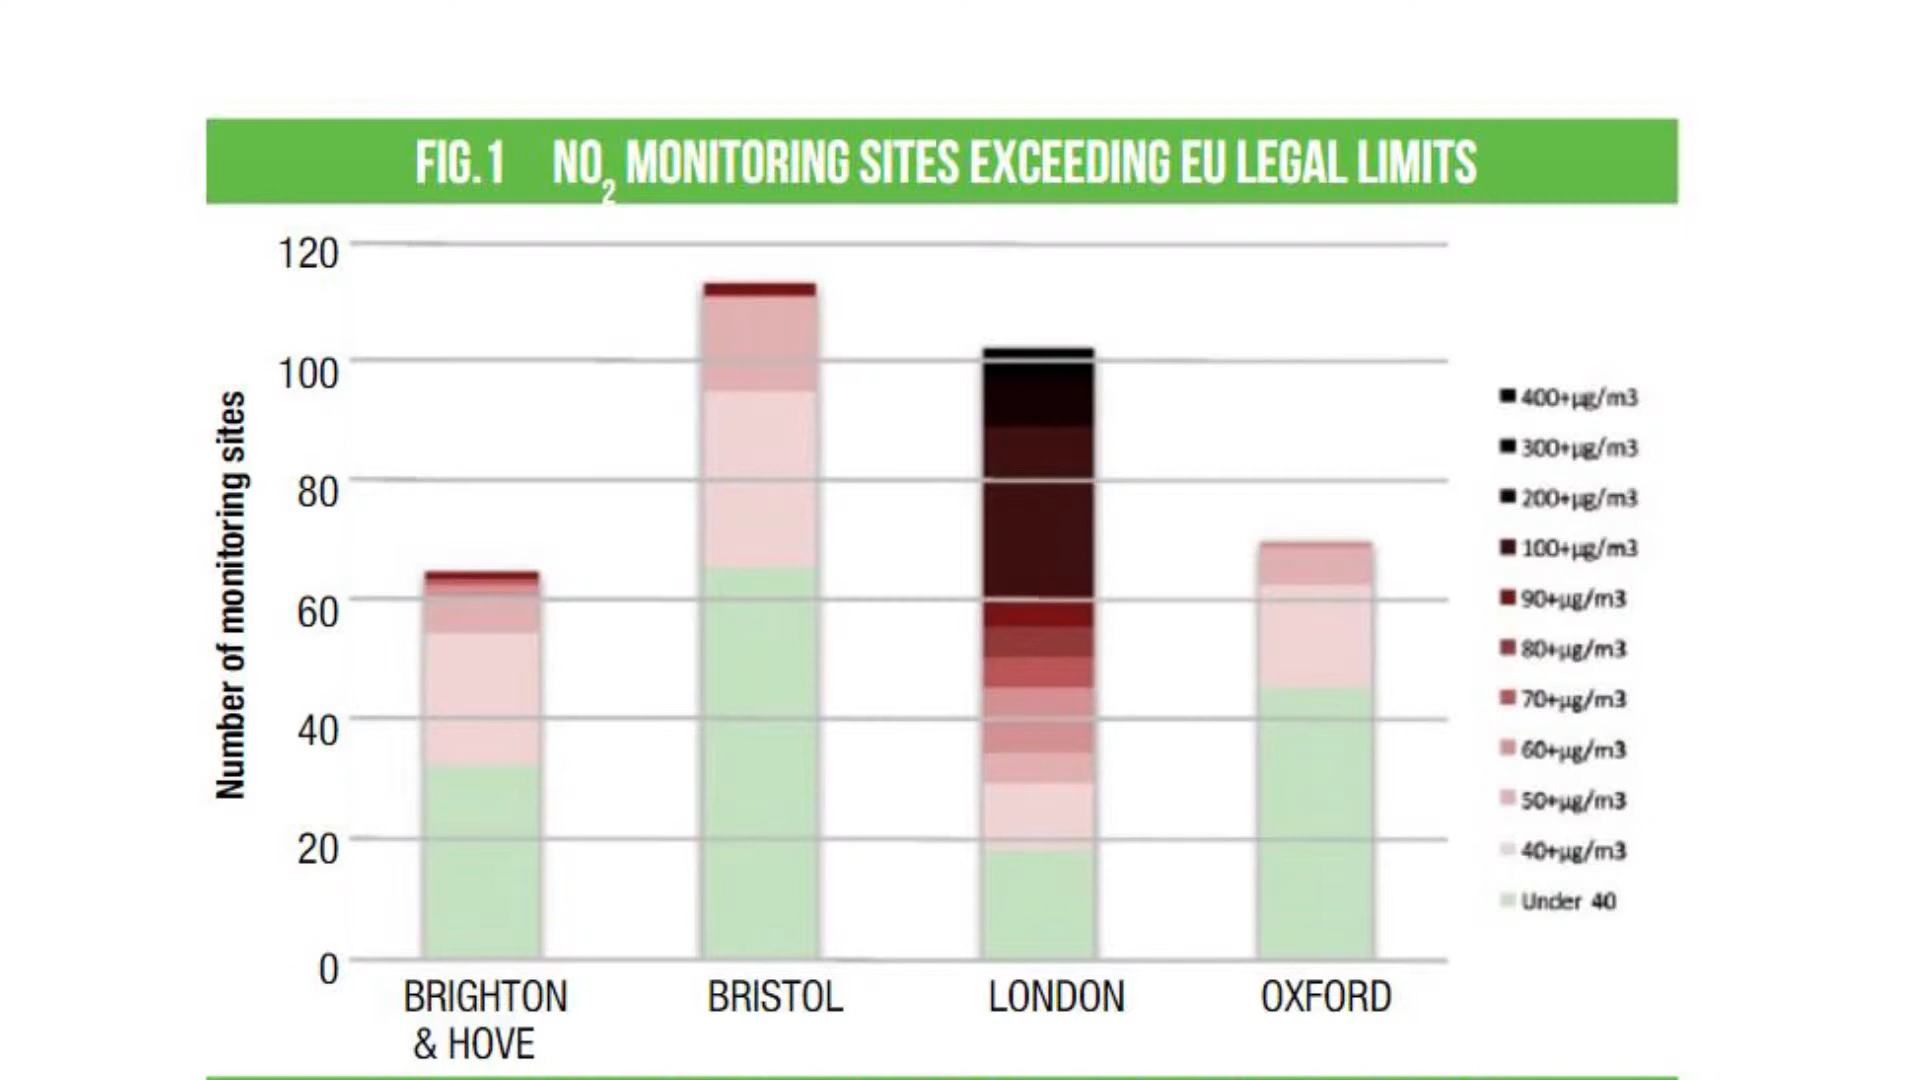 FIG.1 NO2 MONITORING SITES EXCEEDING EU LEGAL LIMITS
Number of monitoring sites
120
100
80
60
40
20
0
BRIGHTON
& HOVE
BRISTOL
LONDON
OXFORD
400+µg/m3
300+µg/m3
200+µg/m3
100+µg/m3
90+µg/m3
80+µg/m3
70+µg/m3
60+µg/m3
50+µg/m3
40+µg/m3
Under 40